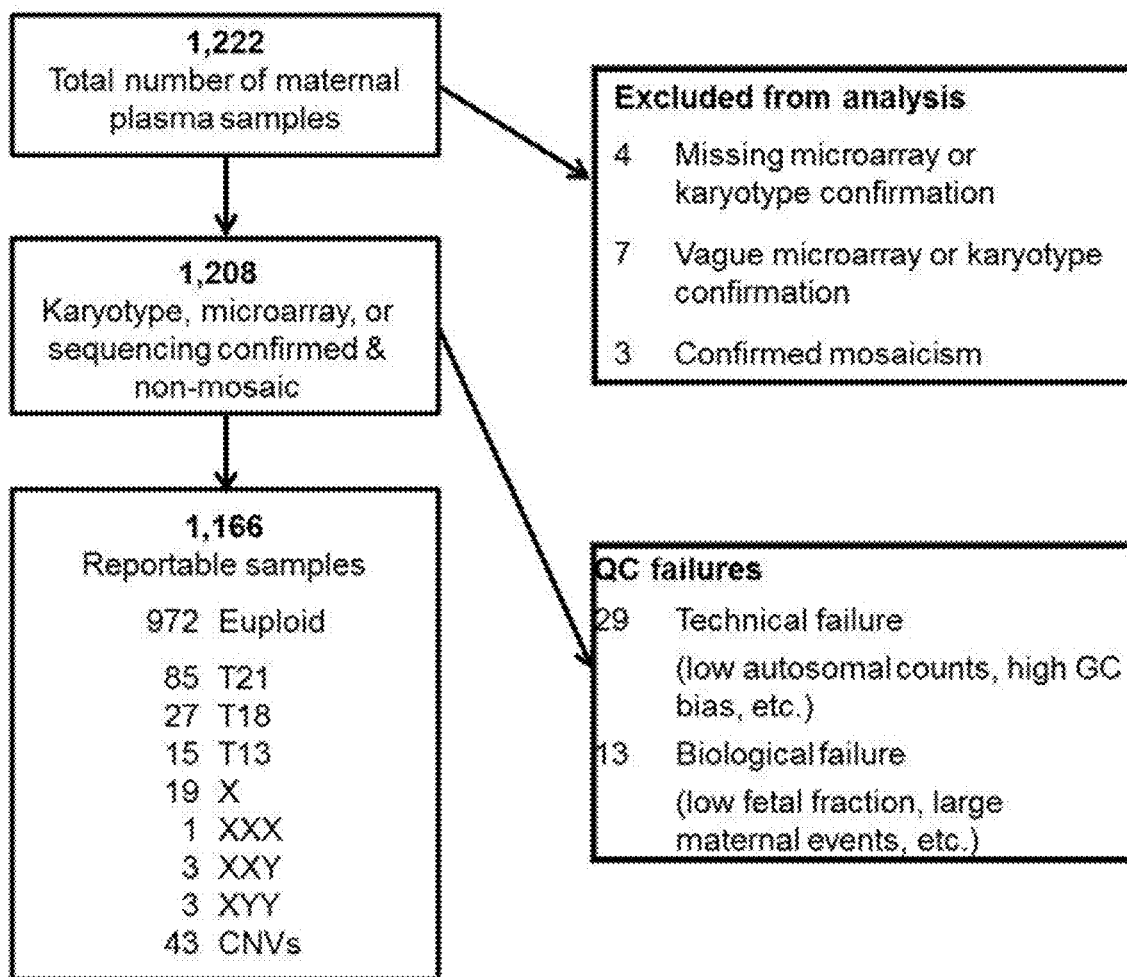 1,222
Total number of maternal
plasma samples
Excluded from analysis
4 Missing microarray or
karyotype confirmation
7 Vague microarray or karyotype
confirmation
3 Confirmed mosaicism
1,208
Karyotype, microarray, or
sequencing confirmed &
non-mosaic
1,166
Reportable samples
972 Euploid
85 T21
27 T18
15 T13
19 X
1 XXX
3 XXY
3 XYY
43 CNVs
QC failures
29 Technical failure
(low autosomal counts, high GC
bias, etc.)
13 Biological failure
(low fetal fraction, large
maternal events, etc.)